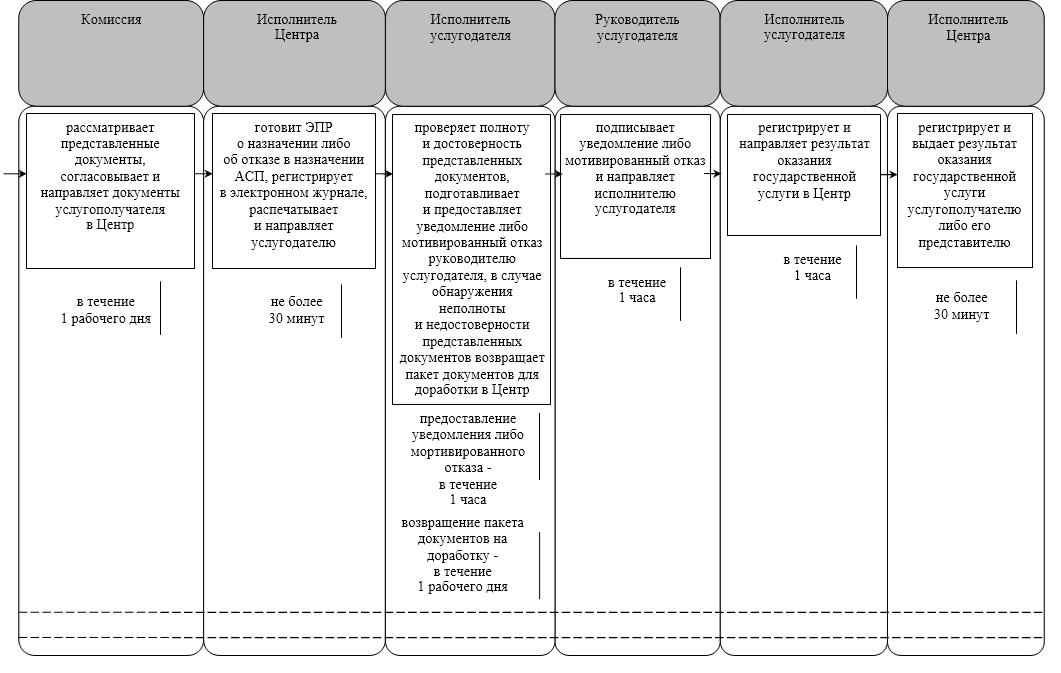 Комиссия
рассматривает
представленные
документы,
согласовывает и
направляет документы
услугополучателя
в Центр
в течение
1 рабочего дня
Исполнитель
Центра
готовит ЭПР
о назначении либо
об отказе в назначении
АСП, регистрирует
в электронном журнале,
распечатывает
и направляет
услугодателю
не более
30 минут
Исполнитель
услугодателя
проверяет полноту
и достоверность
представленных
документов,
подготавливает
и предоставляет
уведомление либо
мотивированный отказ
руководителю
услугодателя, в случае
обнаружения
неполноты
и недостоверности
представленных
документов возвращает
пакет документов для
доработки в Центр
предоставление
уведомления либо
мортивированного
отказа -
в течение
1 часа
возвращение пакета
документов на
доработку -
в течение
1 рабочего дня
Руководитель
услугодателя
подписывает
уведомление либо
мотивированный отказ
и направляет
исполнителю
услугодателя
в течение
1 часа
Исполнитель
услугодателя
регистрирует и
направляет результат
оказания
государственной
услуги в Центр
в течение
1 часа
Исполнитель
Центра
регистрирует и
выдает результат
оказания
государственной
услуги
услугополучателю
либо его
представителю
не более
30 минут